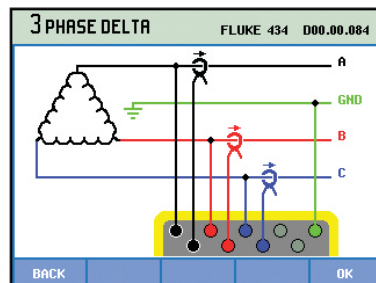 3 PHASE DELTA FLUKE 434 D00.00.084
A
GND
B
C
BACK OK